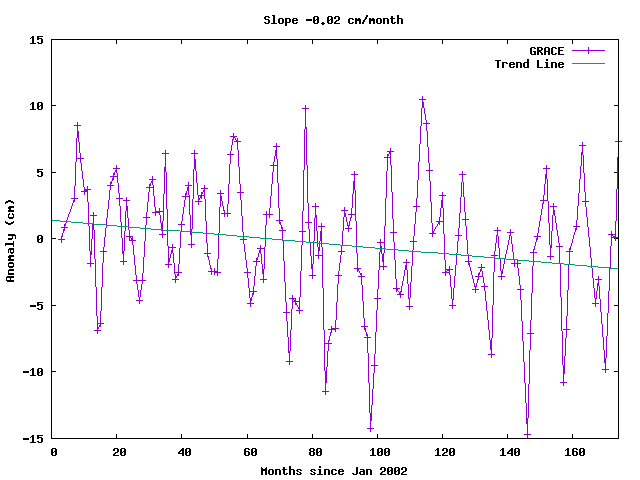 Slope -0.02 cm/month
GRACE
Trend Line
15
10
5
0
-5
-10
-15
Anomaly (cm)
0 20 40 60 80 100 120 140 160
Months since Jan 2002